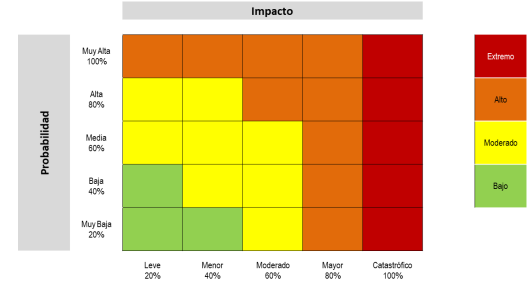 Impacto
Probabilidad
Muy Alta
100%
Alta
80%
Media
60%
Baja
40%
Muy Baja
20%
Leve
20%
Menor
40%
Moderado
60%
Mayor
80%
Catastrófico
100%
Extremo
Alto
Moderado
Bajo